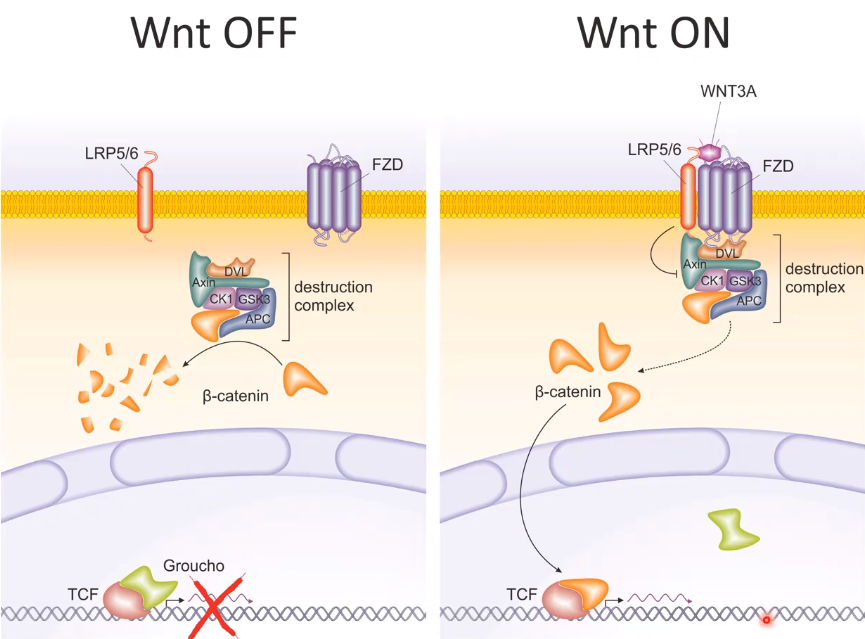 Wnt OFF
LRP5/6
FZD
DVL
Axin
CK1
GSK3
APC
destruction
complex
β-catenin
Groucho
TCF
Wnt ON
WNT3A
LRP5/6
FZD
DVL
Axin
CK1
GSK3
APC
destruction
complex
β-catenin
TCF